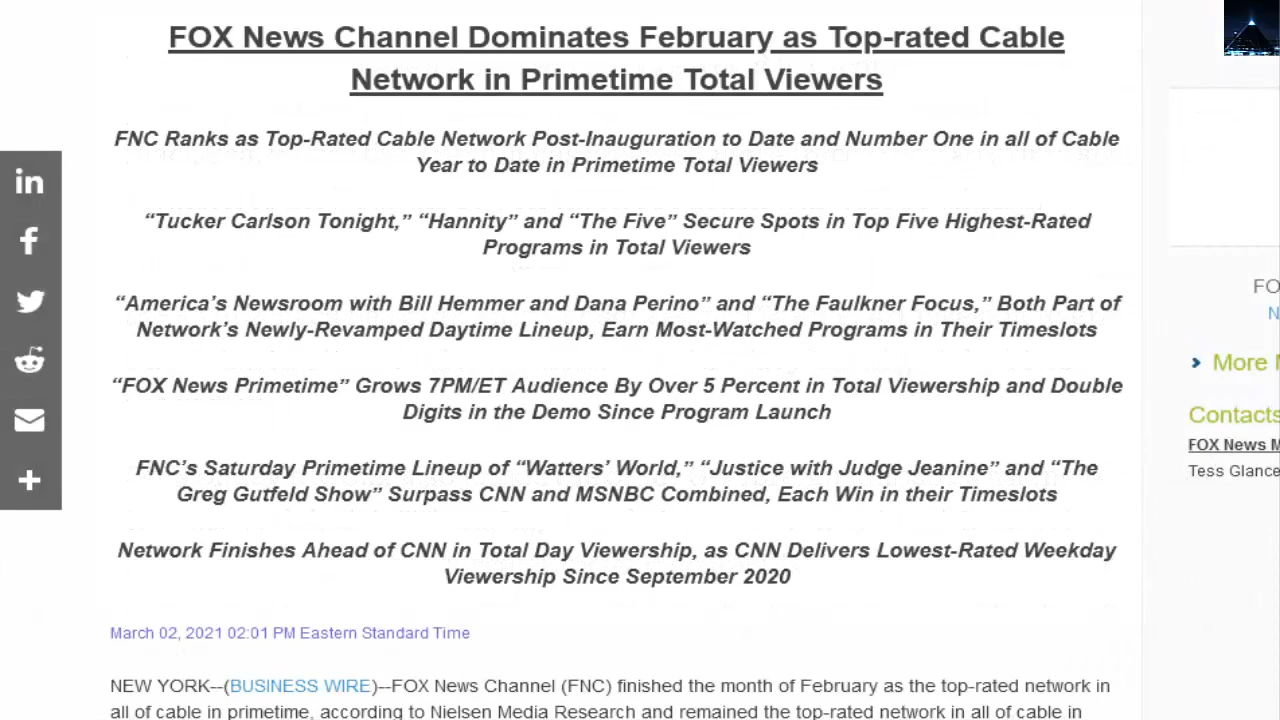 FOX News Channel Dominates February as Top-rated Cable
Network in Primetime Total Viewers
FNC Ranks as Top-Rated Cable Network Post-Inauguration to Date and Number One in all of Cable
Year to Date in Primetime Total Viewers
“Tucker Carlson Tonight,” “Hannity” and “The Five” Secure Spots in Top Five Highest-Rated
Programs in Total Viewers
“America’s Newsroom with Bill Hemmer and Dana Perino” and “The Faulkner Focus,” Both Part of
Network’s Newly-Revamped Daytime Lineup, Earn Most-Watched Programs in Their Timeslots
“FOX News Primetime” Grows 7PM/ET Audience By Over 5 Percent in Total Viewership and Double
Digits in the Demo Since Program Launch
FNC’s Saturday Primetime Lineup of “Watters’ World,” “Justice with Judge Jeanine” and “The
Greg Gutfeld Show” Surpass CNN and MSNBC Combined, Each Win in their Timeslots
Network Finishes Ahead of CNN in Total Day Viewership, as CNN Delivers Lowest-Rated Weekday
Viewership Since September 2020
March 02, 2021 02:01 PM Eastern Standard Time
NEW YORK--(BUSINESS WIRE)--FOX News Channel (FNC) finished the month of February as the top-rated network in
all of cable in primetime, according to Nielsen Media Research and remained the top-rated network in all of cable in
FO
N
More
Contacts
FOX News M
Tess Glance